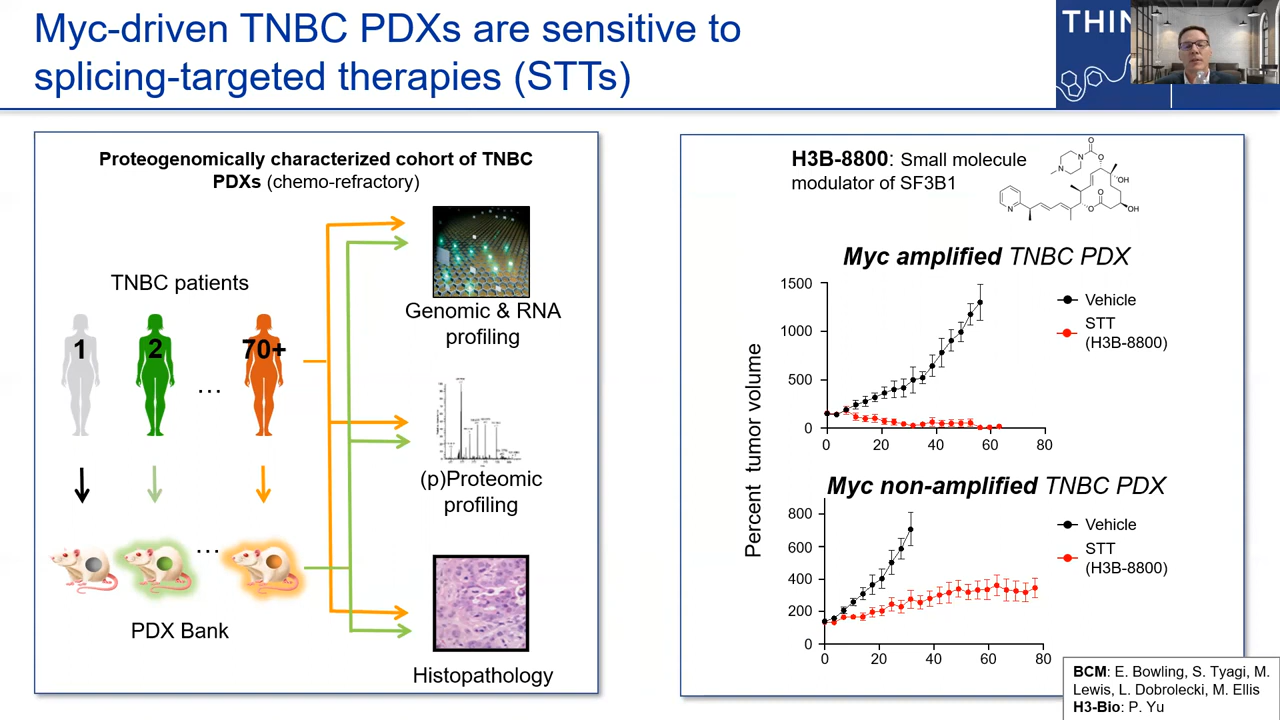 Myc-driven TNBC PDXs are sensitive to
splicing-targeted therapies (STTs)
THIN
Proteogenomically characterized cohort of TNBC
PDXs (chemo-refractory)
TNBC patients
1
2
70+
...
...
PDX Bank
Genomic & RNA
profiling
(p)Proteomic
profiling
Histopathology
H3B-8800: Small molecule
modulator of SF3B1
N
N
O
O
OH
O
O
OH
N
Myc amplified TNBC PDX
Percent tumor volume
1500
1000
500
0
0
20
40
60
80
Vehicle
STT
(H3B-8800)
Myc non-amplified TNBC PDX
800
600
400
200
0
0
20
40
60
80
Vehicle
STT
(H3B-8800)
BCM: E. Bowling, S. Tyagi, M.
Lewis, L. Dobrolecki, M. Ellis
H3-Bio: P. Yu